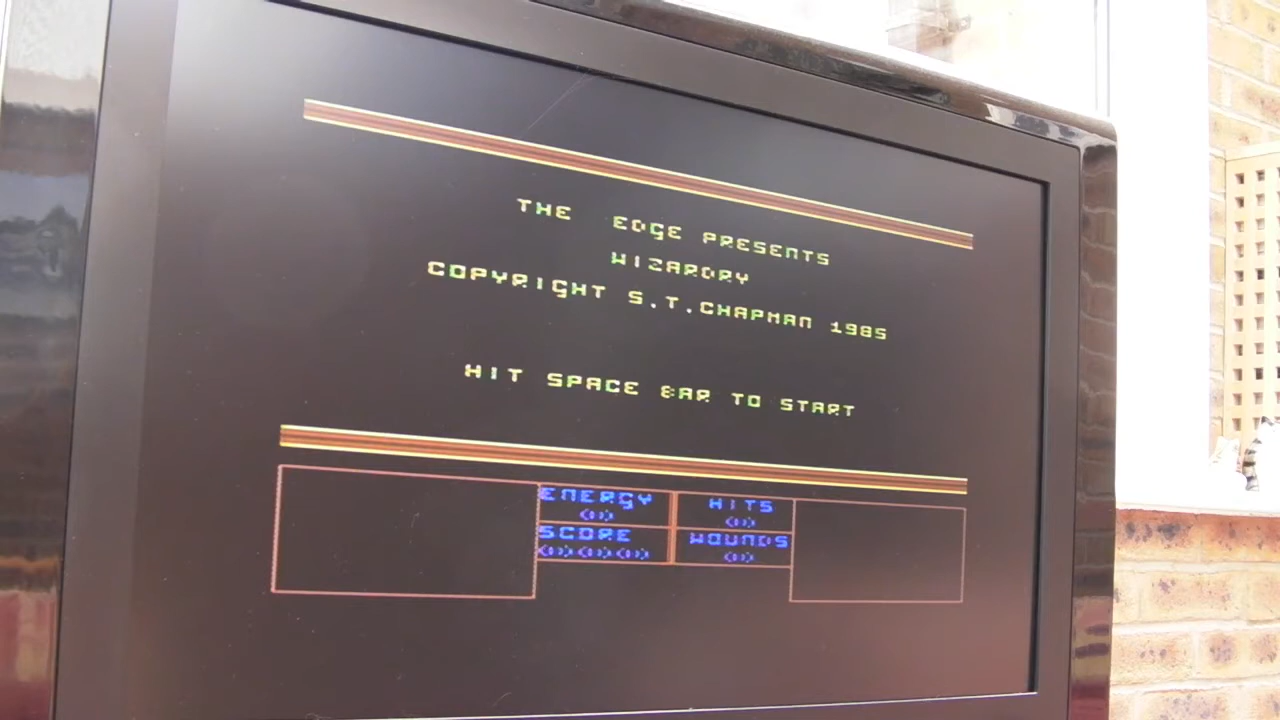 THE EDGE PRESENTS
WIZARDRY
COPYRIGHT S.T.CHAPMAN 1985
HIT SPACE BAR TO START
ENERGY HITS
SCORE WOUNDS